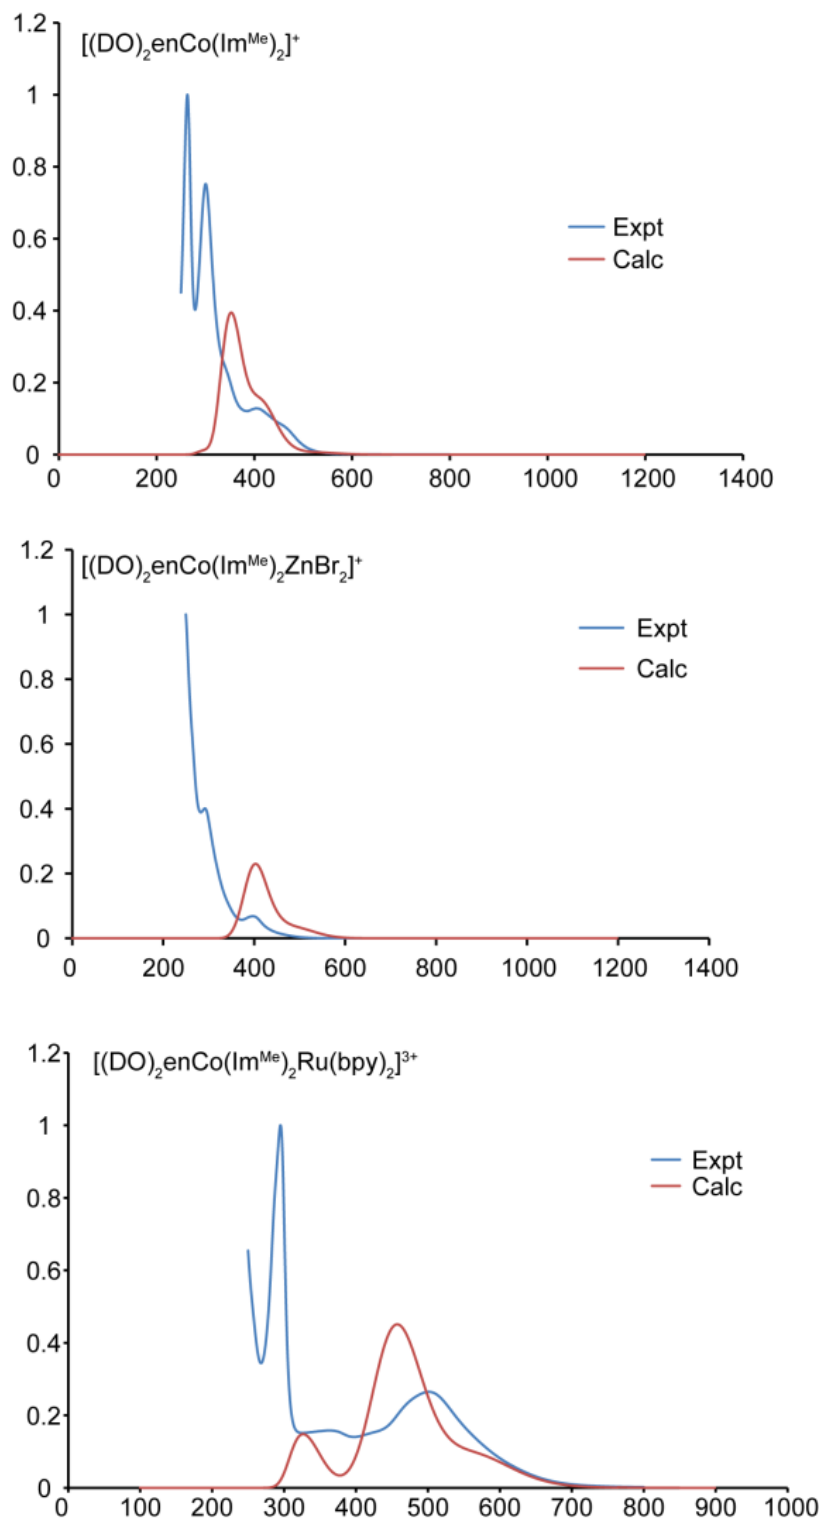 1.2
[(DO)₂enCo(Imᴹᵉ)₂]⁺
1
0.8
0.6
Expt
Calc
0.4
0.2
0
0 200 400 600 800 1000 1200 1400
1.2
[(DO)₂enCo(Imᴹᵉ)₂ZnBr₂]⁺
1
Expt
0.8
Calc
0.6
0.4
0.2
0
0 200 400 600 800 1000 1200 1400
1.2
[(DO)₂enCo(Imᴹᵉ)₂Ru(bpy)₂]³⁺
1
Expt
Calc
0.8
0.6
0.4
0.2
0
0 100 200 300 400 500 600 700 800 900 1000